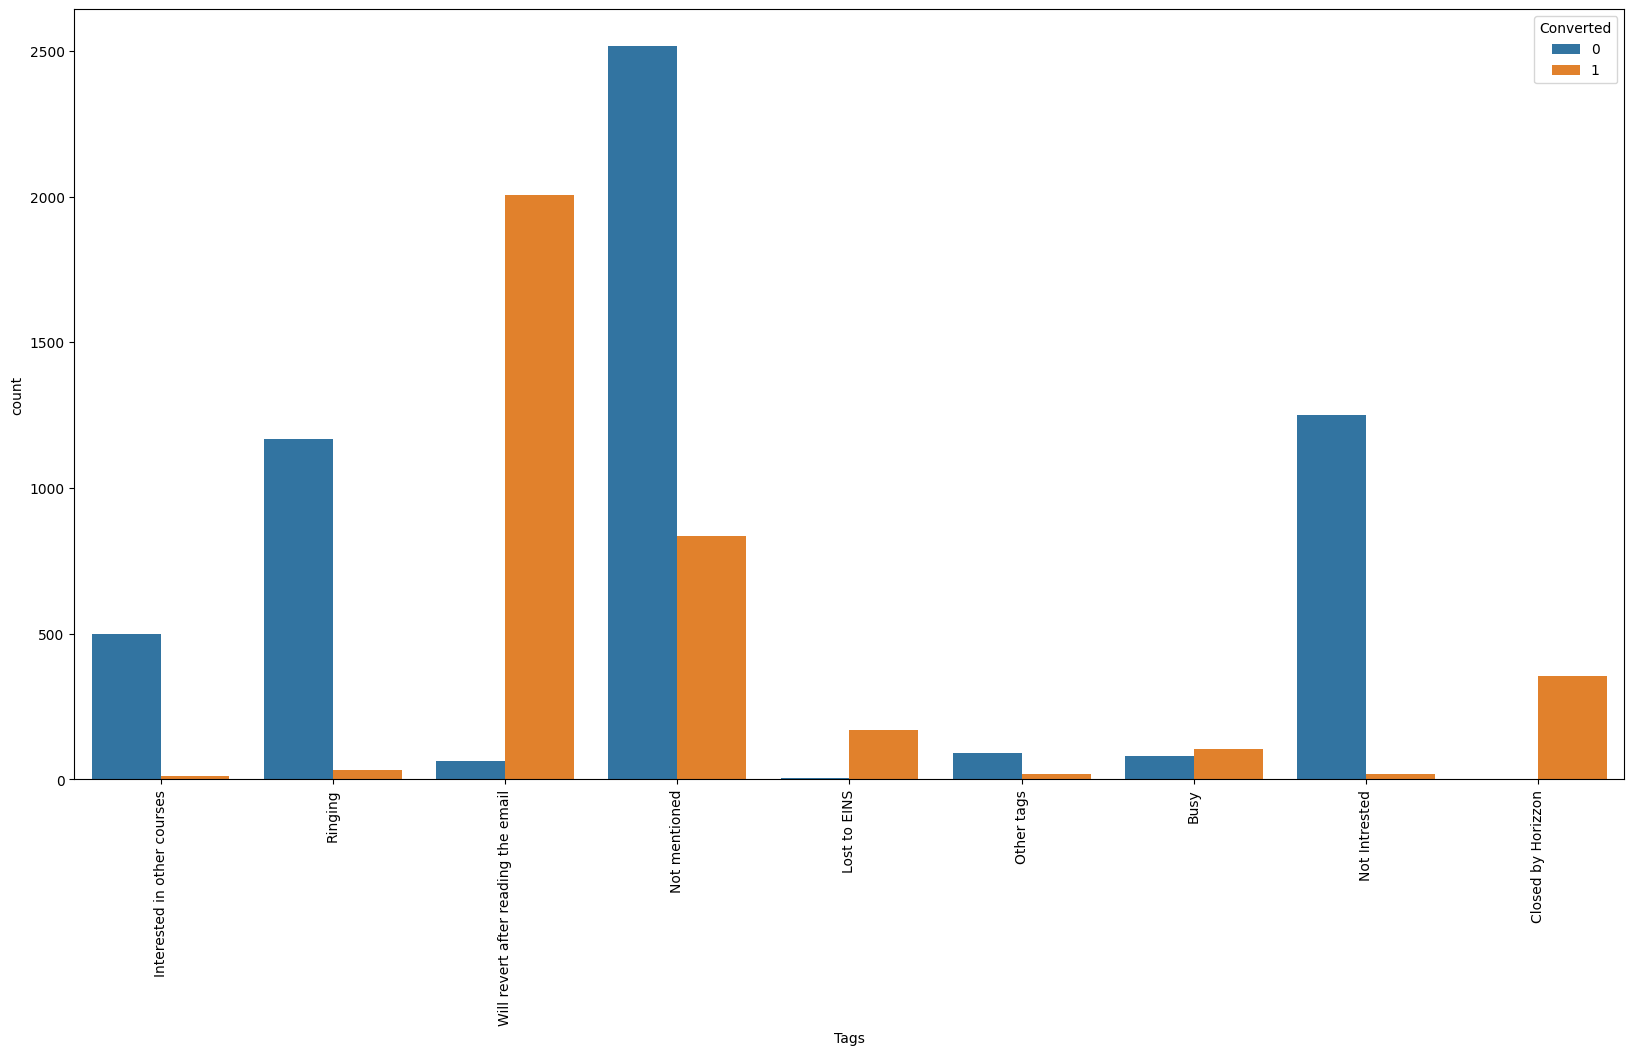 Converted
0
1
2500
2000
1500
1000
500
0
count
Interested in other courses
Ringing
Will revert after reading the email
Not mentioned
Lost to EINS
Other tags
Busy
Not Intrested
Closed by Horizzon
Tags